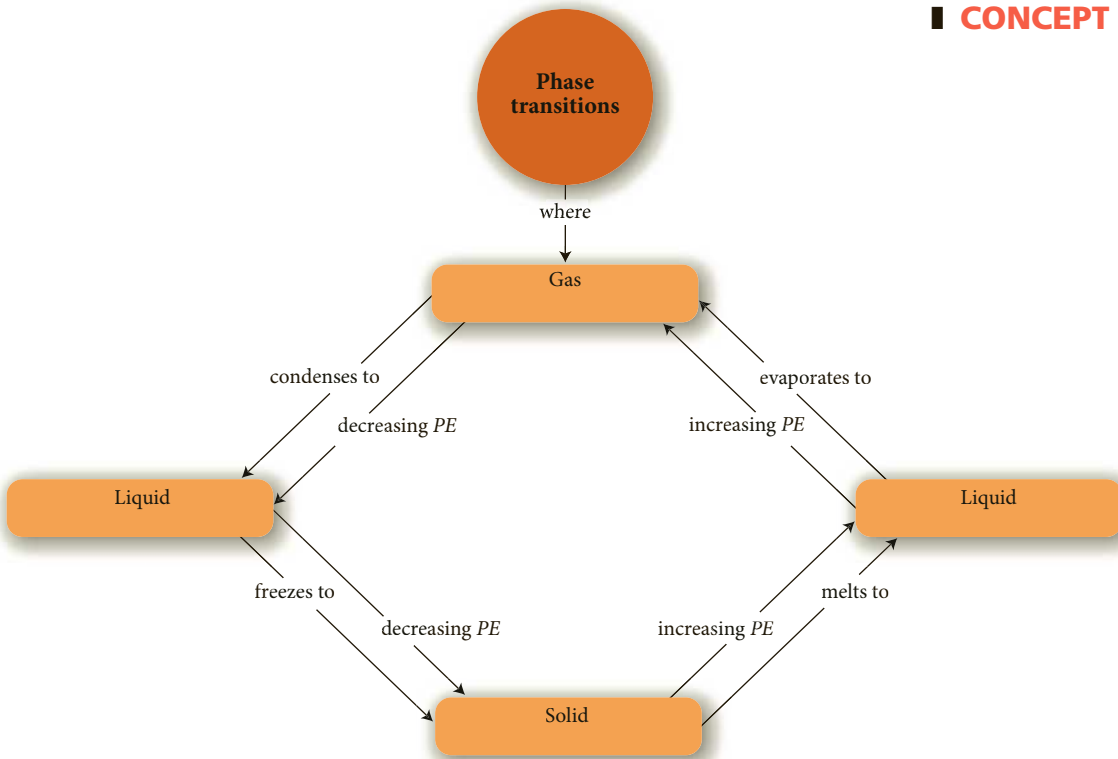 CONCEPT
Phase
transitions
where
Gas
condenses to
evaporates to
decreasing PE
increasing PE
Liquid
Liquid
freezes to
melts to
decreasing PE
increasing PE
Solid